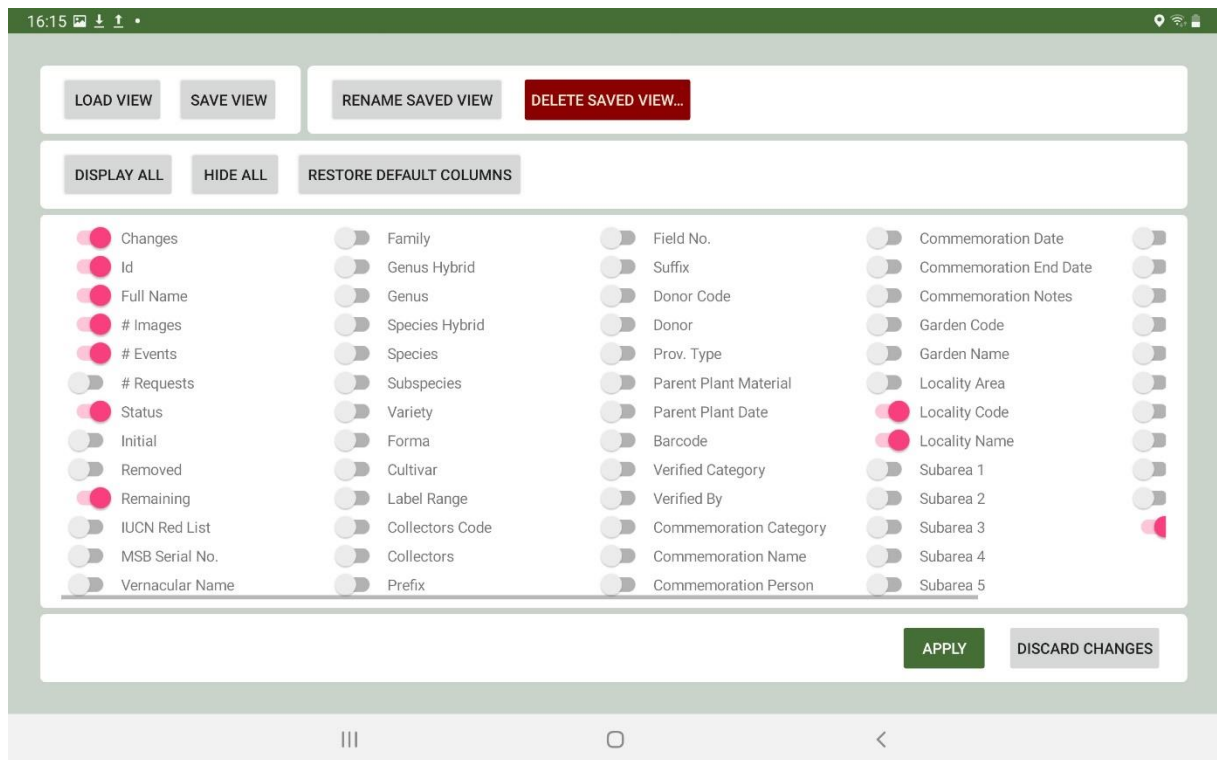 16:15
LOAD VIEW SAVE VIEW RENAME SAVED VIEW DELETE SAVED VIEW...
DISPLAY ALL HIDE ALL RESTORE DEFAULT COLUMNS
Changes Family Field No. Commemoration Date
Id Genus Hybrid Suffix Commemoration End Date
Full Name Genus Donor Code Commemoration Notes
# Images Species Hybrid Donor Garden Code
# Events Species Prov. Type Garden Name
# Requests Subspecies Parent Plant Material Locality Area
Status Variety Parent Plant Date Locality Code
Initial Forma Barcode Locality Name
Removed Cultivar Verified Category Subarea 1
Remaining Label Range Verified By Subarea 2
IUCN Red List Collectors Code Commemoration Category Subarea 3
MSB Serial No. Collectors Commemoration Name Subarea 4
Vernacular Name Prefix Commemoration Person Subarea 5
APPLY DISCARD CHANGES